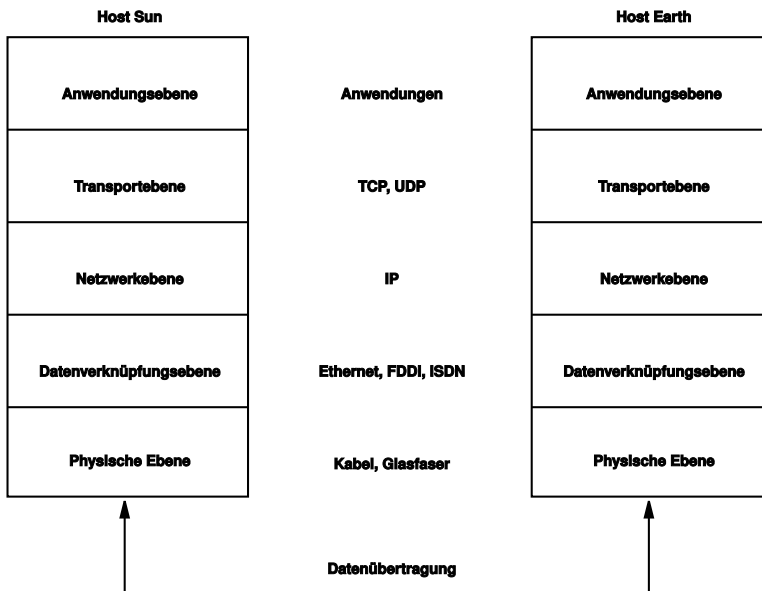 Host Sun Host Earth
Anwendungsebene Anwendungen Anwendungsebene
Transportebene TCP, UDP Transportebene
Netzwerkebene IP Netzwerkebene
Datenverknüpfungsebene Ethernet, FDDI, ISDN Datenverknüpfungsebene
Physische Ebene Kabel, Glasfaser Physische Ebene
Datenübertragung